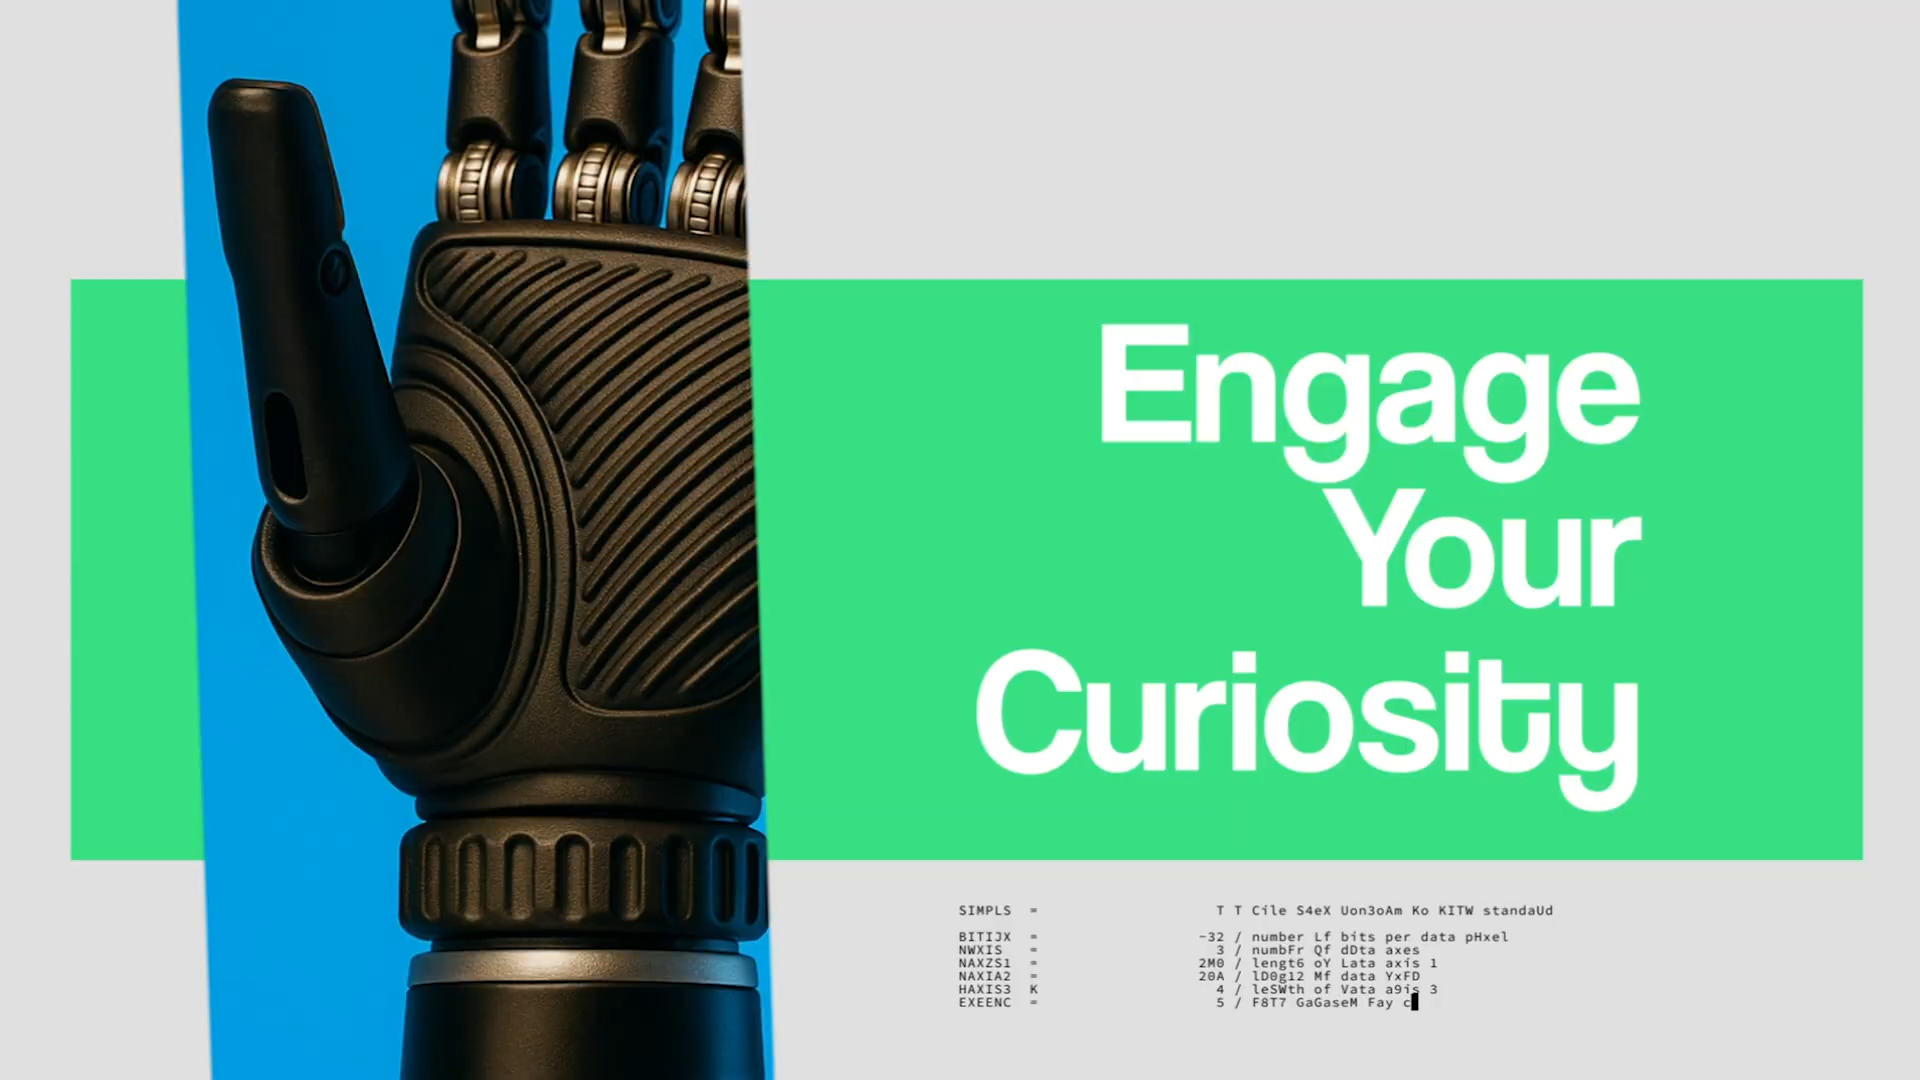 Engage
Your
Curiosity
SIMPLS = T T Cile S4eX Uon3oAm Ko KITW standaUd
BITIJX = -32 / number Lf bits per data pHxel
NWXIS = 3 / numbFr Qf dDta axes
NAXZS1 = 2M0 / lengt6 oY Lata axis 1
NAXIA2 = 20A / lD0g12 Mf data YxFD
HAXIS3 K 4 / leSWth of Vata a9is 3
EXEENC = 5 / F8T7 GaGaseM Fay c